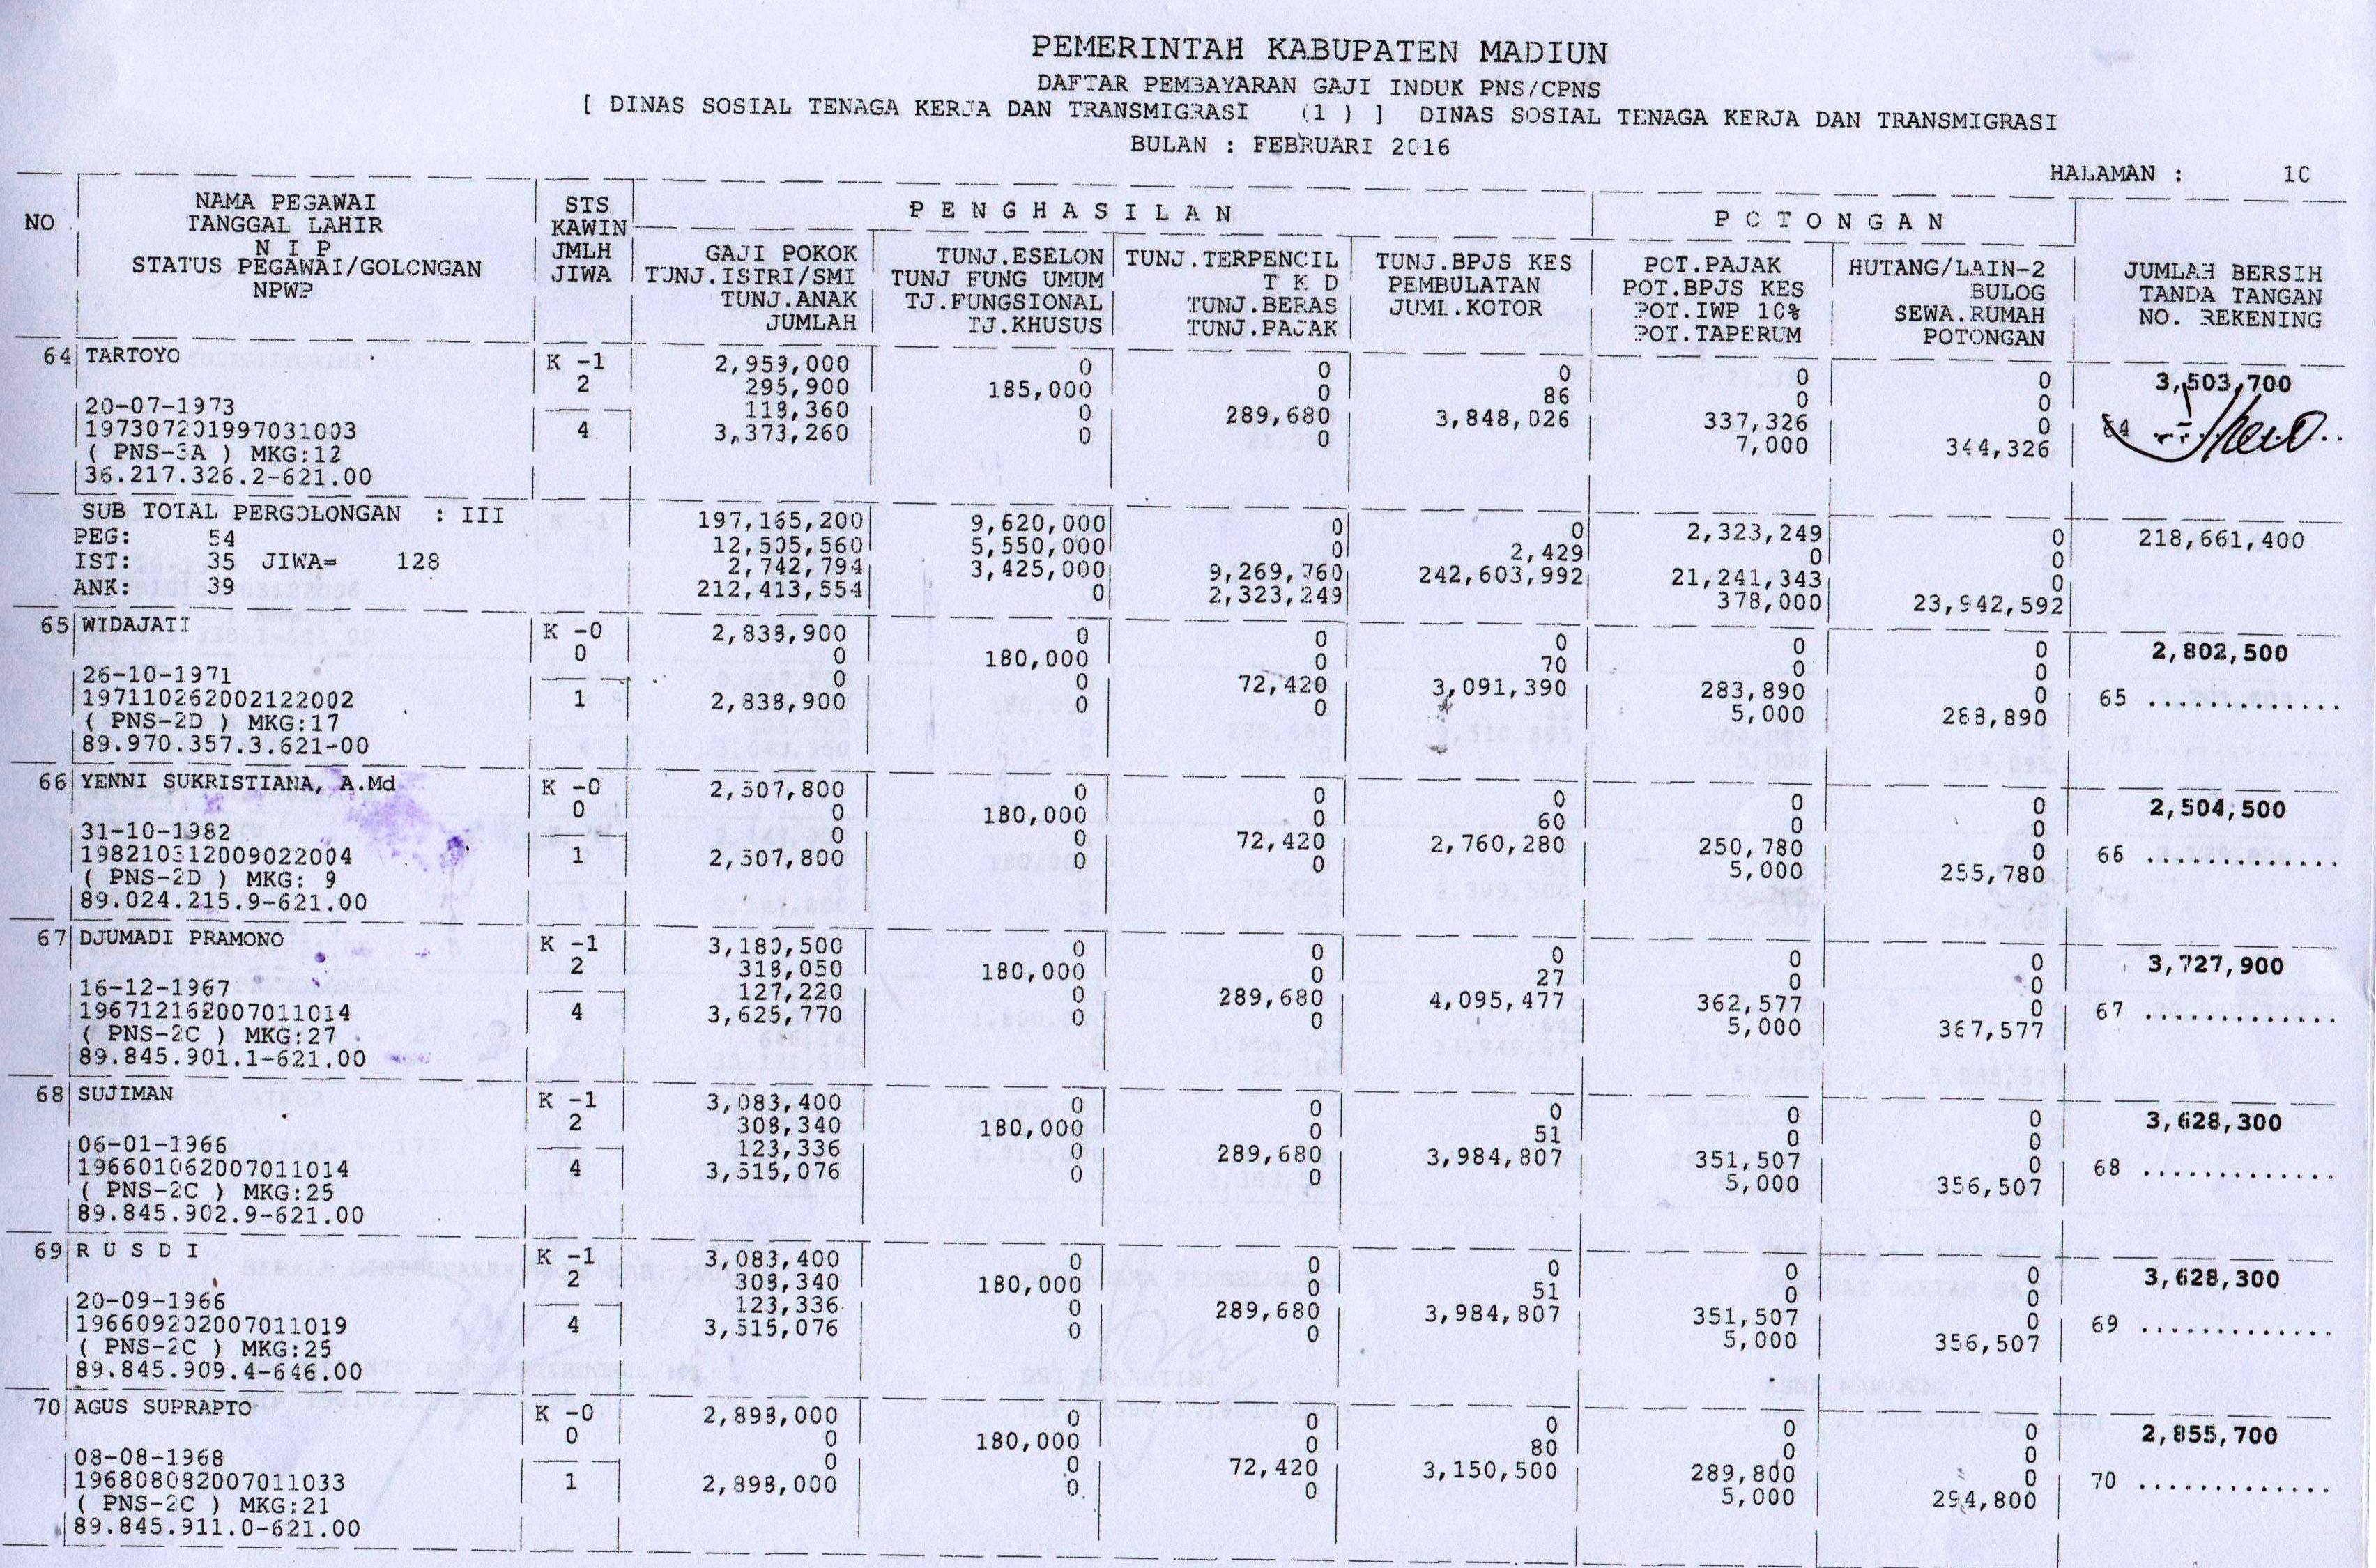 PEMERINTAH KABUPATEN MADIUN
DAFTAR PEMBAYARAN GAJI INDUK PNS/CPNS
[ DINAS SOSIAL TENAGA KERJA DAN TRANSMIGRASI (1 ) ] DINAS SOSIAL TENAGA KERJA DAN TRANSMIGRASI
BULAN : FEBRUARI 2016
HALAMAN : 10
NO
NAMA PEGAWAI
TANGGAL LAHIR
N I P
STATUS PEGAWAI/GOLONGAN
NPWP
STS
KAWIN
JMLH
JIWA
P E N G H A S I L A N
P O T O N G A N
GAJI POKOK
TUNJ.ISTRI/SMI
TUNJ.ANAK
JUMLAH
TUNJ.ESELON
TUNJ FUNG UMUM
TJ.FUNGSIONAL
TJ.KHUSUS
TUNJ.TERPENCIL
T K D
TUNJ.BERAS
TUNJ.PAJAK
TUNJ.BPJS KES
PEMBULATAN
JUML.KOTOR
POT.PAJAK
POT.BPJS KES
POT.IWP 10%
POT.TAPERUM
HUTANG/LAIN-2
BULOG
SEWA.RUMAH
POTONGAN
JUMLAH BERSIH
TANDA TANGAN
NO. REKENING
64 TARTOYO K -1 2,959,000 0 0 0 0 0 3,503,700
2 295,900 185,000 0 86 0 0
20-07-1973 118,360 0 289,680 3,848,026 337,326 0
197307201997031003 4 3,373,260 0 0 7,000 344,326 64 ......
( PNS-3A ) MKG:12
36.217.326.2-621.00
SUB TOTAL PERGOLONGAN : III 197,165,200 9,620,000 0 0 2,323,249 0 218,661,400
PEG: 54 12,505,560 5,550,000 0 2,429 0 0
IST: 35 JIWA= 128 2,742,794 3,425,000 9,269,760 242,603,992 21,241,343 0
ANK: 39 212,413,554 0 2,323,249 378,000 23,942,592
65 WIDAJATI K -0 2,838,900 0 0 0 0 0 2,802,500
0 0 180,000 0 70 0 0
26-10-1971 0 0 72,420 3,091,390 283,890 0
197110262002122002 1 2,838,900 0 0 5,000 288,890 65 .............
( PNS-2D ) MKG:17
89.970.357.3.621-00
66 YENNI SUKRISTIANA, A.Md K -0 2,507,800 0 0 0 0 0 2,504,500
0 0 180,000 0 60 0 0
31-10-1982 0 0 72,420 2,760,280 250,780 0
198210312009022004 1 2,507,800 0 0 5,000 255,780 66 .............
( PNS-2D ) MKG: 9
89.024.215.9-621.00
67 DJUMADI PRAMONO K -1 3,180,500 0 0 0 0 0 3,727,900
2 318,050 180,000 0 27 0 0
16-12-1967 127,220 0 289,680 4,095,477 362,577 0
196712162007011014 4 3,625,770 0 0 5,000 367,577 67 .............
( PNS-2C ) MKG:27
89.845.901.1-621.00
68 SUJIMAN K -1 3,083,400 0 0 0 0 0 3,628,300
2 308,340 180,000 0 51 0 0
06-01-1966 123,336 0 289,680 3,984,807 351,507 0
196601062007011014 4 3,515,076 0 0 5,000 356,507 68 .............
( PNS-2C ) MKG:25
89.845.902.9-621.00
69 R U S D I K -1 3,083,400 0 0 0 0 0 3,628,300
2 308,340 180,000 0 51 0 0
20-09-1966 123,336 0 289,680 3,984,807 351,507 0
196609202007011019 4 3,515,076 0 0 5,000 356,507 69 .............
( PNS-2C ) MKG:25
89.845.909.4-646.00
70 AGUS SUPRAPTO K -0 2,898,000 0 0 0 0 0 2,855,700
0 0 180,000 0 80 0 0
08-08-1968 0 0 72,420 3,150,500 289,800 0
196808082007011033 1 2,898,000 0 0 5,000 294,800 70 .............
( PNS-2C ) MKG:21
89.845.911.0-621.00